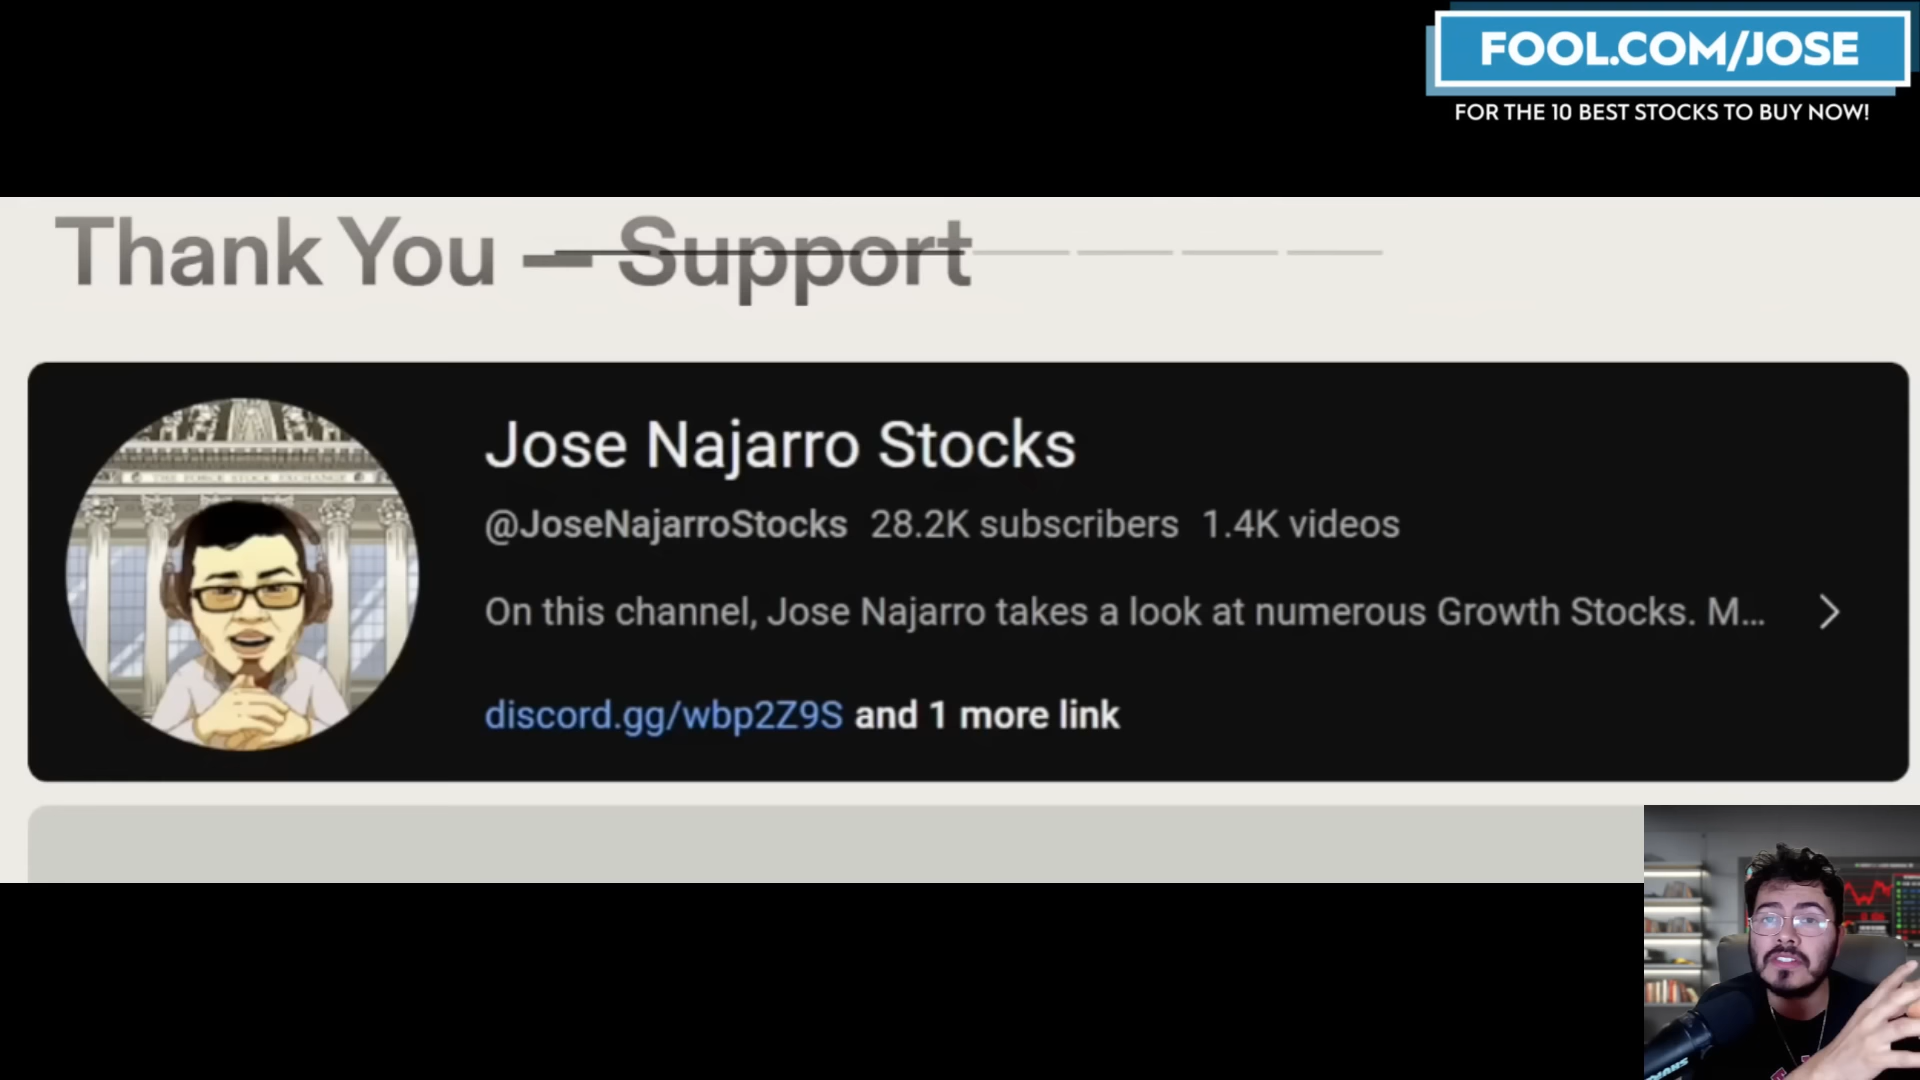 FOOL.COM/JOSE
FOR THE 10 BEST STOCKS TO BUY NOW!
Thank You — Support
Jose Najarro Stocks
@JoseNajarroStocks 28.2K subscribers 1.4K videos
On this channel, Jose Najarro takes a look at numerous Growth Stocks. M...
discord.gg/wbp2Z9S and 1 more link